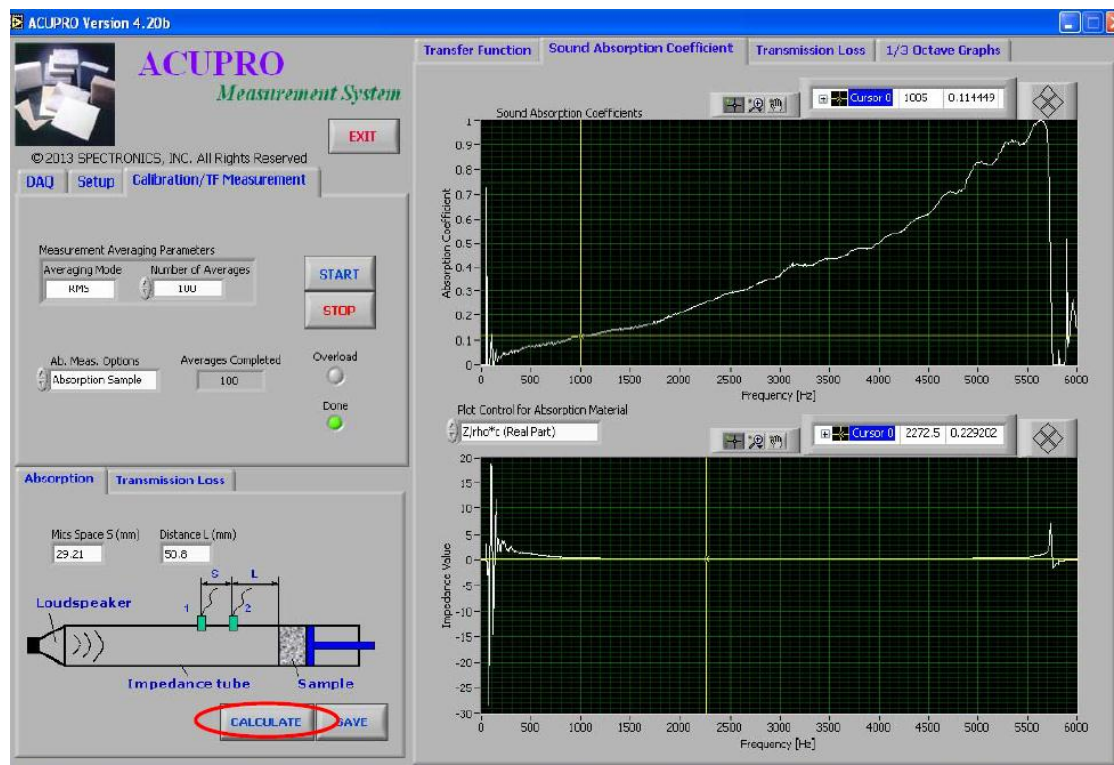 ACUPRO Version 4.20b
ACUPRO
Measurement System
EXIT
©2013 SPECTRONICS, INC. All Rights Reserved
DAQ Setup Calibration/TF Measurement
Measurement Averaging Parameters
Averaging Mode Number of Averages
RMS 100
START
STOP
Ab. Meas. Options Averages Completed Overload
Absorption Sample 100
Done
Absorption Transmission Loss
Mics Space S (mm) Distance L (mm)
29.21 50.8
S L
Loudspeaker 1 2
Impedance tube Sample
CALCULATE SAVE
Transfer Function Sound Absorption Coefficient Transmission Loss 1/3 Octave Graphs
Cursor 0 1005 0.114449
Sound Absorption Coefficients
Absorption Coefficient
1
0.9
0.8
0.7
0.6
0.5
0.4
0.3
0.2
0.1
0
0 500 1000 1500 2000 2500 3000 3500 4000 4500 5000 5500 6000
Frequency [Hz]
Plot Control for Absorption Material
Z/rho*c (Real Part)
Cursor 0 2272.5 0.229202
Impedance Value
20
15
10
5
0
-5
-10
-15
-20
-25
-30
0 500 1000 1500 2000 2500 3000 3500 4000 4500 5000 5500 6000
Frequency [Hz]